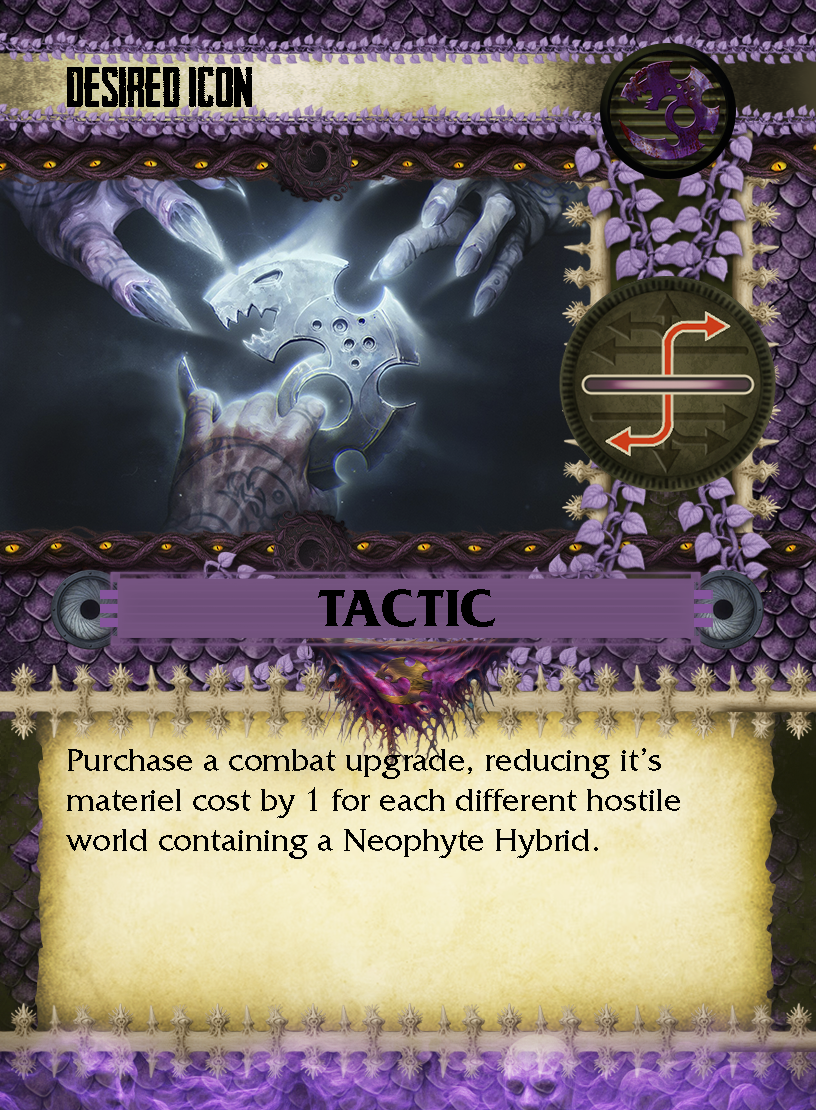 DESIRED ICON
TACTIC
Purchase a combat upgrade, reducing it's
materiel cost by 1 for each different hostile
world containing a Neophyte Hybrid.